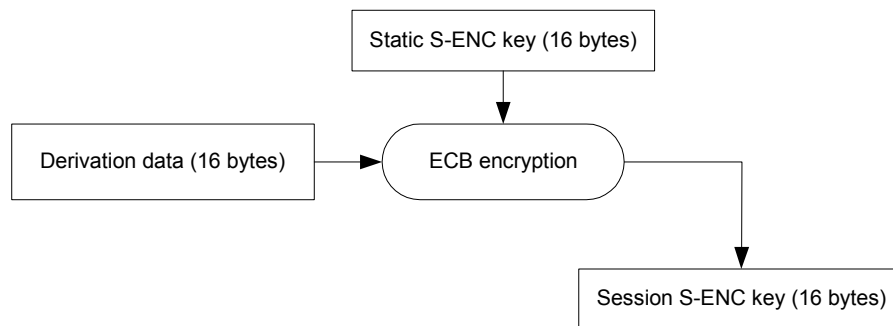 Static S-ENC key (16 bytes)
Derivation data (16 bytes)
ECB encryption
Session S-ENC key (16 bytes)